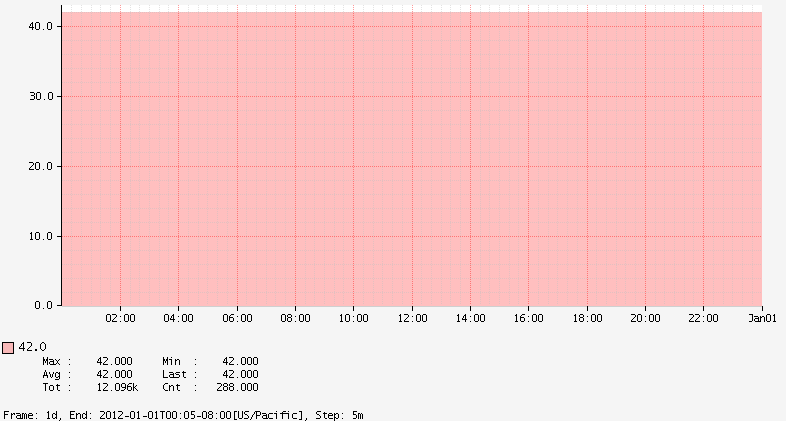 40.0
30.0
20.0
10.0
0.0
02:00 04:00 06:00 08:00 10:00 12:00 14:00 16:00 18:00 20:00 22:00 Jan01
42.0
Max : 42.000 Min : 42.000
Avg : 42.000 Last : 42.000
Tot : 12.096k Cnt : 288.000
Frame: 1d, End: 2012-01-01T00:05-08:00[US/Pacific], Step: 5m